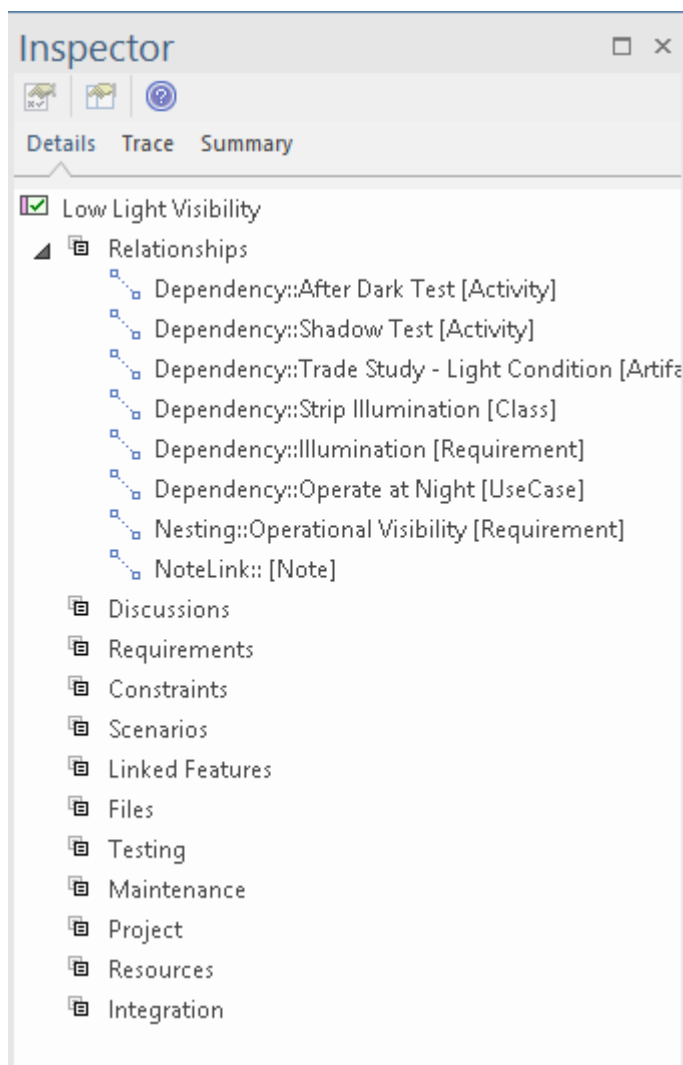 Inspector
Details Trace Summary
Low Light Visibility
Relationships
Dependency::After Dark Test [Activity]
Dependency::Shadow Test [Activity]
Dependency::Trade Study - Light Condition [Artifa
Dependency::Strip Illumination [Class]
Dependency::Illumination [Requirement]
Dependency::Operate at Night [UseCase]
Nesting::Operational Visibility [Requirement]
NoteLink:: [Note]
Discussions
Requirements
Constraints
Scenarios
Linked Features
Files
Testing
Maintenance
Project
Resources
Integration